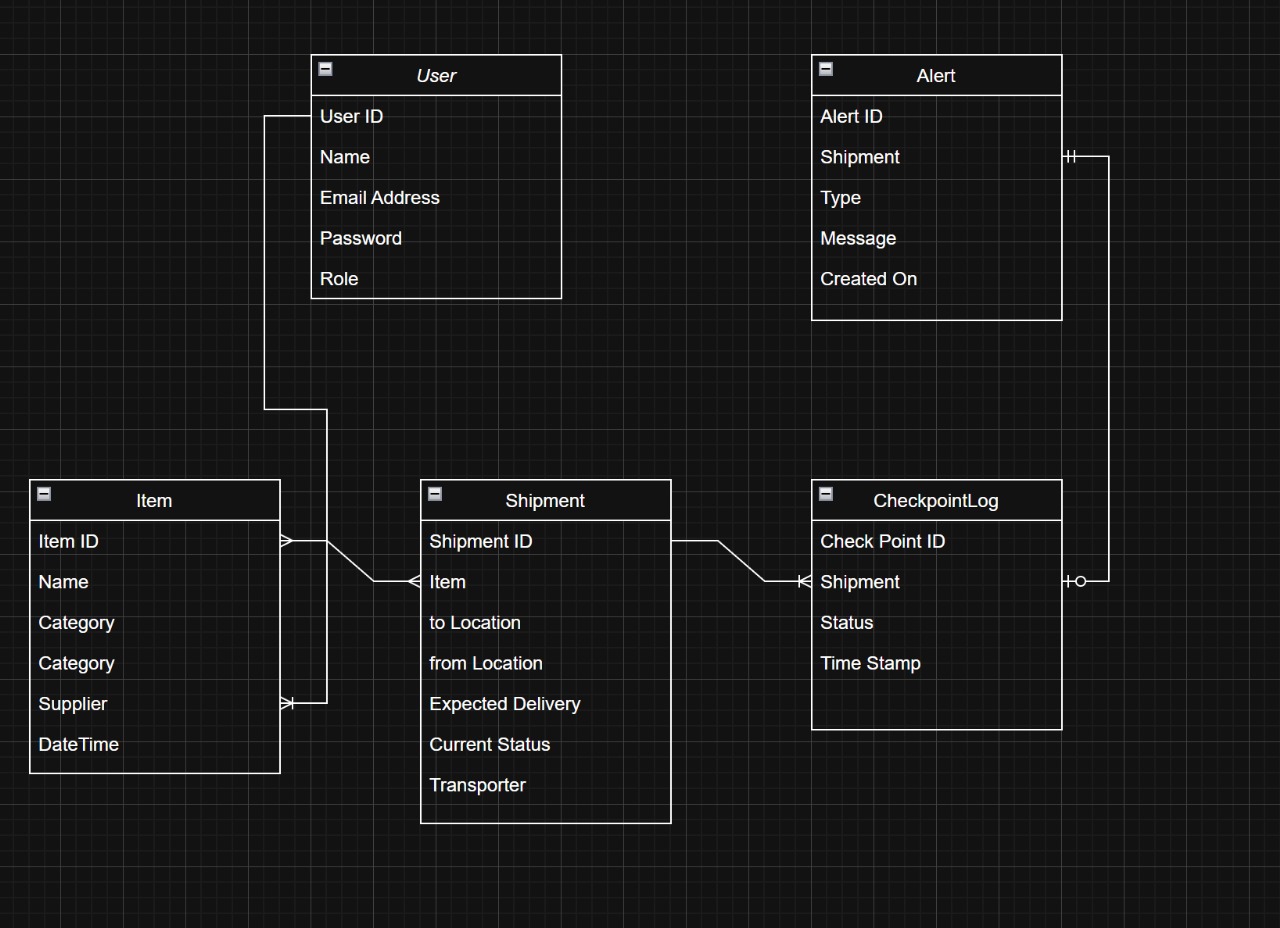 User
User ID
Name
Email Address
Password
Role
Alert
Alert ID
Shipment
Type
Message
Created On
Item
Item ID
Name
Category
Category
Supplier
DateTime
Shipment
Shipment ID
Item
to Location
from Location
Expected Delivery
Current Status
Transporter
CheckpointLog
Check Point ID
Shipment
Status
Time Stamp